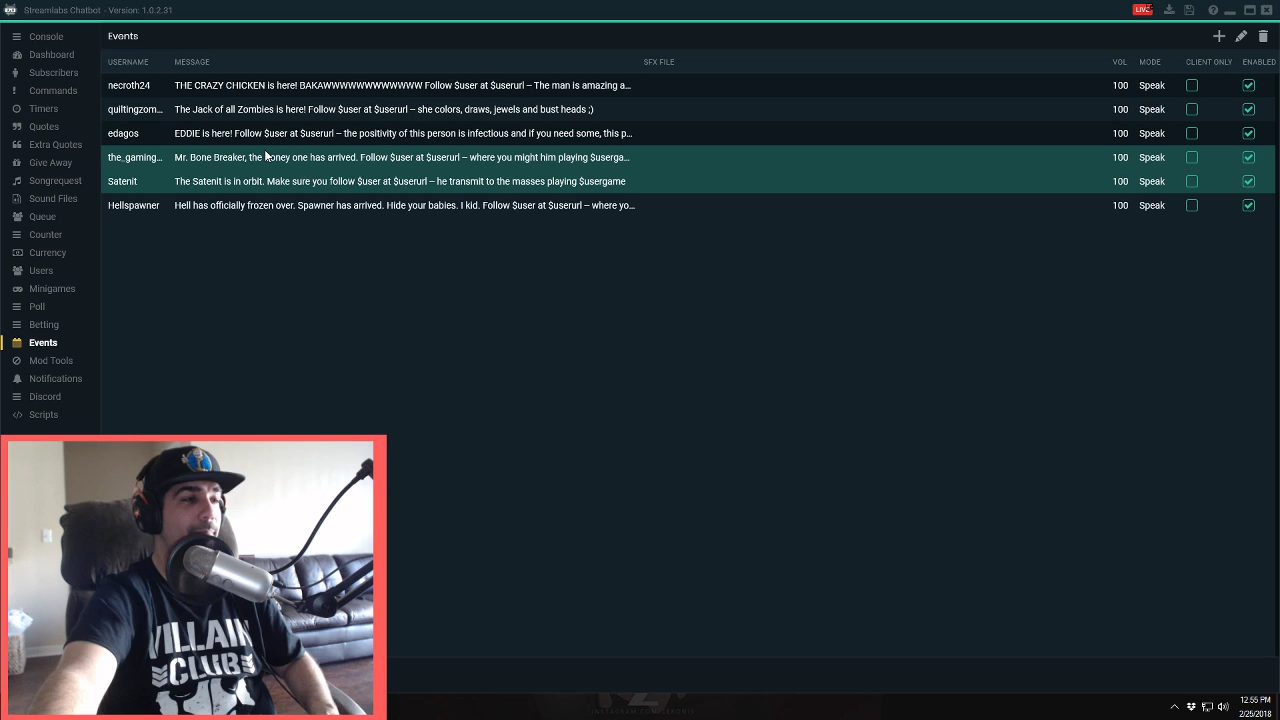 Streamlabs Chatbot - Version: 1.0.2.31
LIVE
Console
Dashboard
Subscribers
Commands
Timers
Quotes
Extra Quotes
Give Away
Songrequest
Sound Files
Queue
Counter
Currency
Users
Minigames
Poll
Betting
Events
Mod Tools
Notifications
Discord
Scripts
Events
USERNAME MESSAGE SFX FILE VOL MODE CLIENT ONLY ENABLED
necroth24 THE CRAZY CHICKEN is here! BAKAWWWWWWWWWWWWW Follow $user at $userurl -- The man is amazing a... 100 Speak
quiltingzom... The Jack of all Zombies is here! Follow $user at $userurl -- she colors, draws, jewels and bust heads ;) 100 Speak
edagos EDDIE is here! Follow $user at $userurl -- the positivity of this person is infectious and if you need some, this p... 100 Speak
the_gaming... Mr. Bone Breaker, the boney one has arrived. Follow $user at $userurl -- where you might him playing $userga... 100 Speak
Satenit The Satenit is in orbit. Make sure you follow $user at $userurl -- he transmit to the masses playing $usergame 100 Speak
Hellspawner Hell has officially frozen over. Spawner has arrived. Hide your babies. I kid. Follow $user at $userurl -- where yo... 100 Speak
VILLAIN
CLUB
12:55 PM
2/25/2018